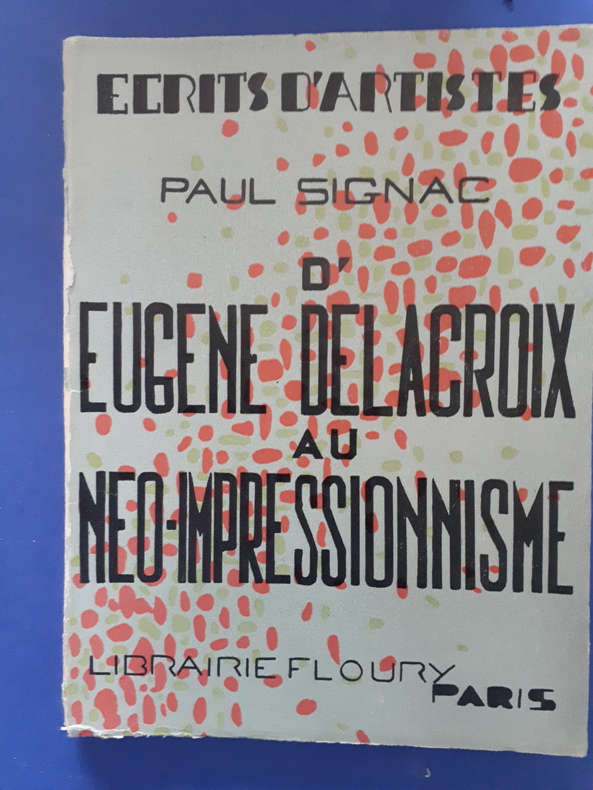 ECRITS D'ARTISTES
PAUL SIGNAC
D'
EUGENE DELACROIX
AU
NEO-IMPRESSIONNISME
LIBRAIRIE FLOURY
PARIS